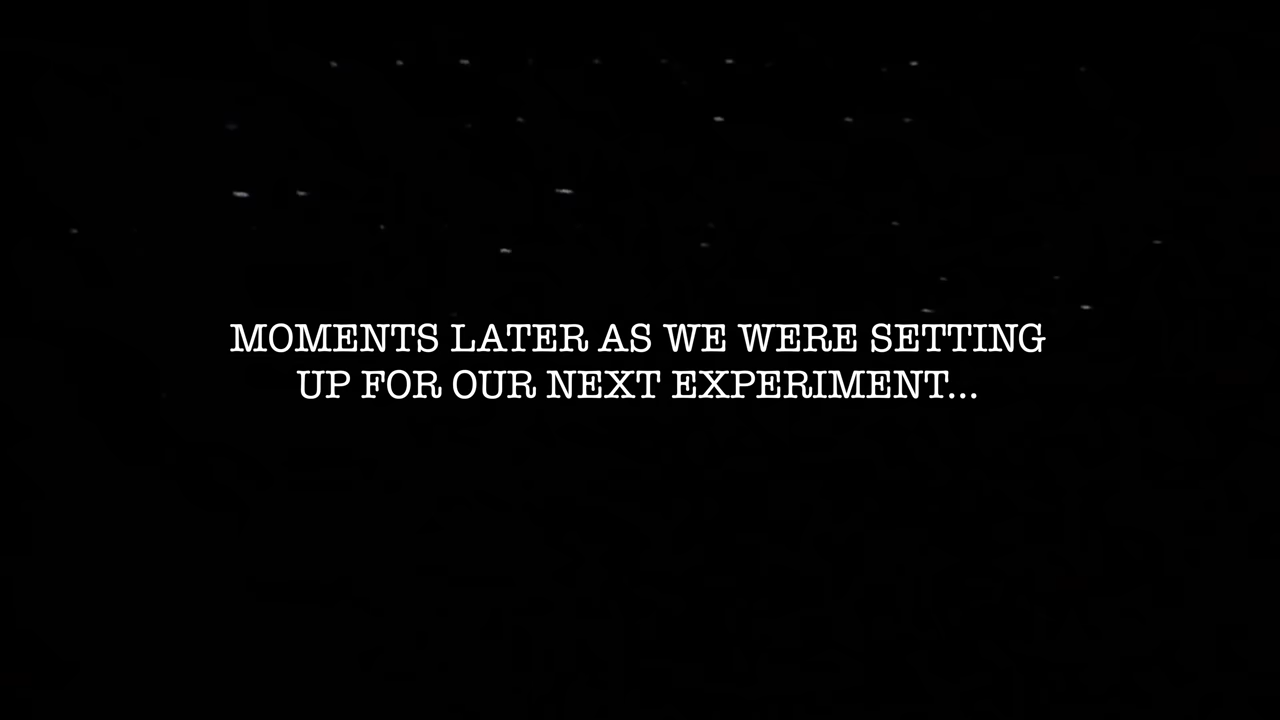 MOMENTS LATER AS WE WERE SETTING
UP FOR OUR NEXT EXPERIMENT...